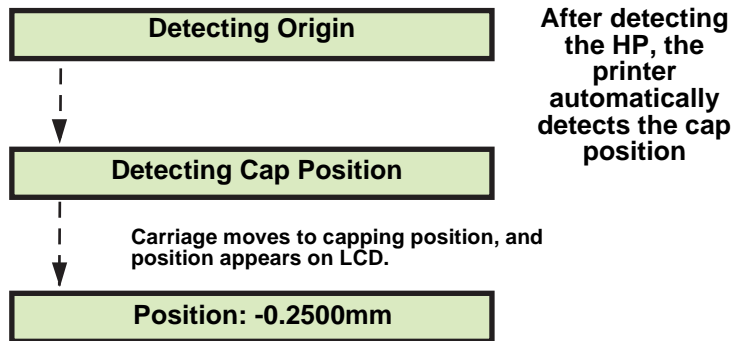 Detecting Origin
After detecting
the HP, the
printer
automatically
detects the cap
position
Detecting Cap Position
Carriage moves to capping position, and
position appears on LCD.
Position: -0.2500mm